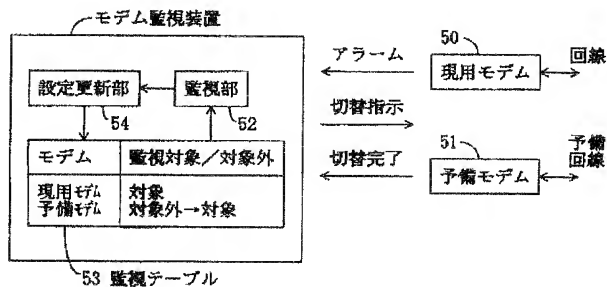 モデム監視装置
設定更新部
監視部
54
52
モデム 監視対象／対象外
現用モデム 対象
予備モデム 対象外→対象
53 監視テーブル
アラーム
切替指示
切替完了
50
現用モデム
回線
51
予備モデム
予備
回線